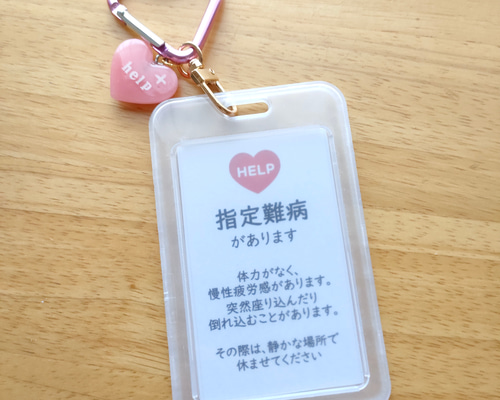 help
HELP
指定難病
があります
体力がなく、
慢性疲労感があります。
突然座り込んだり
倒れ込むことがあります。
その際は、静かな場所で
休ませてください